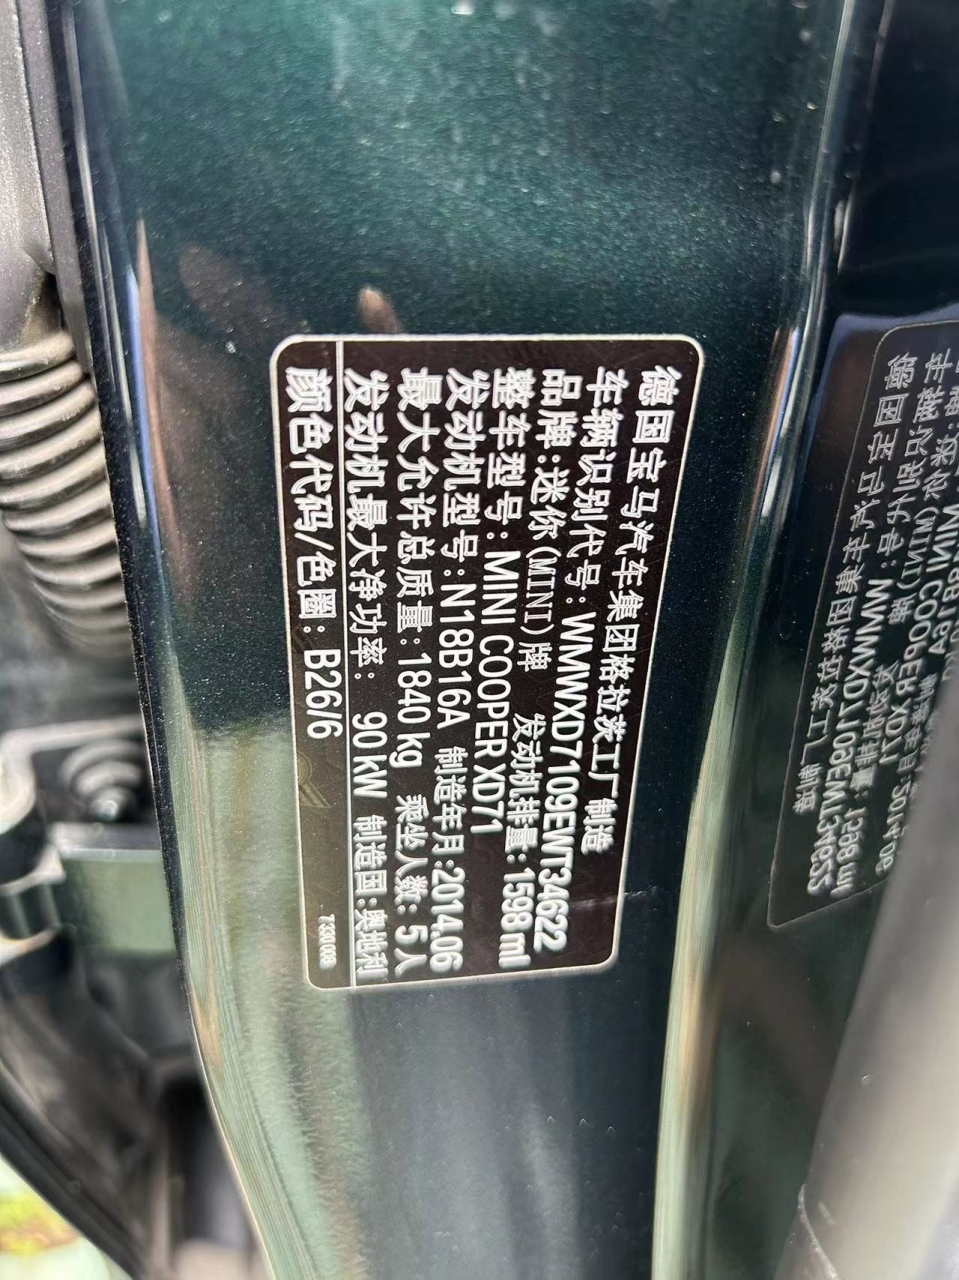 德国宝马汽车集团格拉茨工厂 制造
车辆识别代号：WMWXD7109EWT34622
品牌：迷你(MINI)牌 发动机排量：1598 ml
整车型号：MINI COOPER XD71
发动机型号：N18B16A 制造年月：2014.06
最大允许总质量：1840 kg 乘坐人数：5人
发动机最大净功率： 90kW 制造国：奥地利
颜色代码/色圈： B26/6